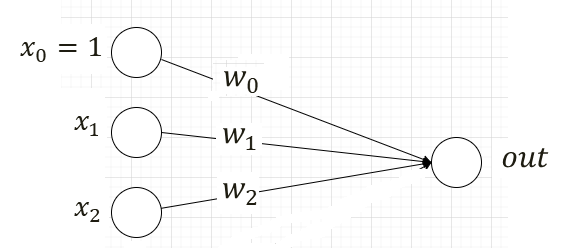 x₀ = 1
w₀
x₁
w₁
out
x₂
w₂